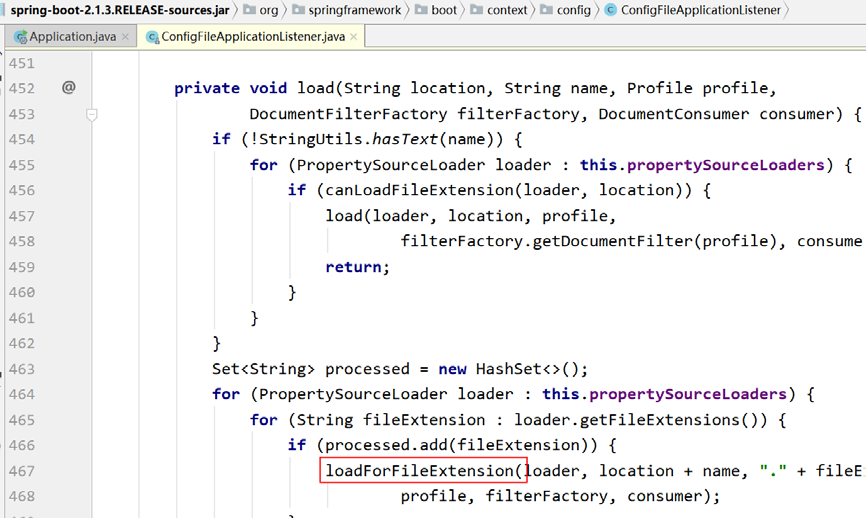 spring-boot-2.1.3.RELEASE-sources.jar org springframework boot context config ConfigFileApplicationListener
Application.java × ConfigFileApplicationListener.java ×
451
452 @ private void load(String location, String name, Profile profile,
453 DocumentFilterFactory filterFactory, DocumentConsumer consumer) {
454 if (!StringUtils.hasText(name)) {
455 for (PropertySourceLoader loader : this.propertySourceLoaders) {
456 if (canLoadFileExtension(loader, location)) {
457 load(loader, location, profile,
458 filterFactory.getDocumentFilter(profile), consume
459 return;
460 }
461 }
462 }
463 Set<String> processed = new HashSet<>();
464 for (PropertySourceLoader loader : this.propertySourceLoaders) {
465 for (String fileExtension : loader.getFileExtensions()) {
466 if (processed.add(fileExtension)) {
467 loadForFileExtension(loader, location + name, "." + fileE
468 profile, filterFactory, consumer);